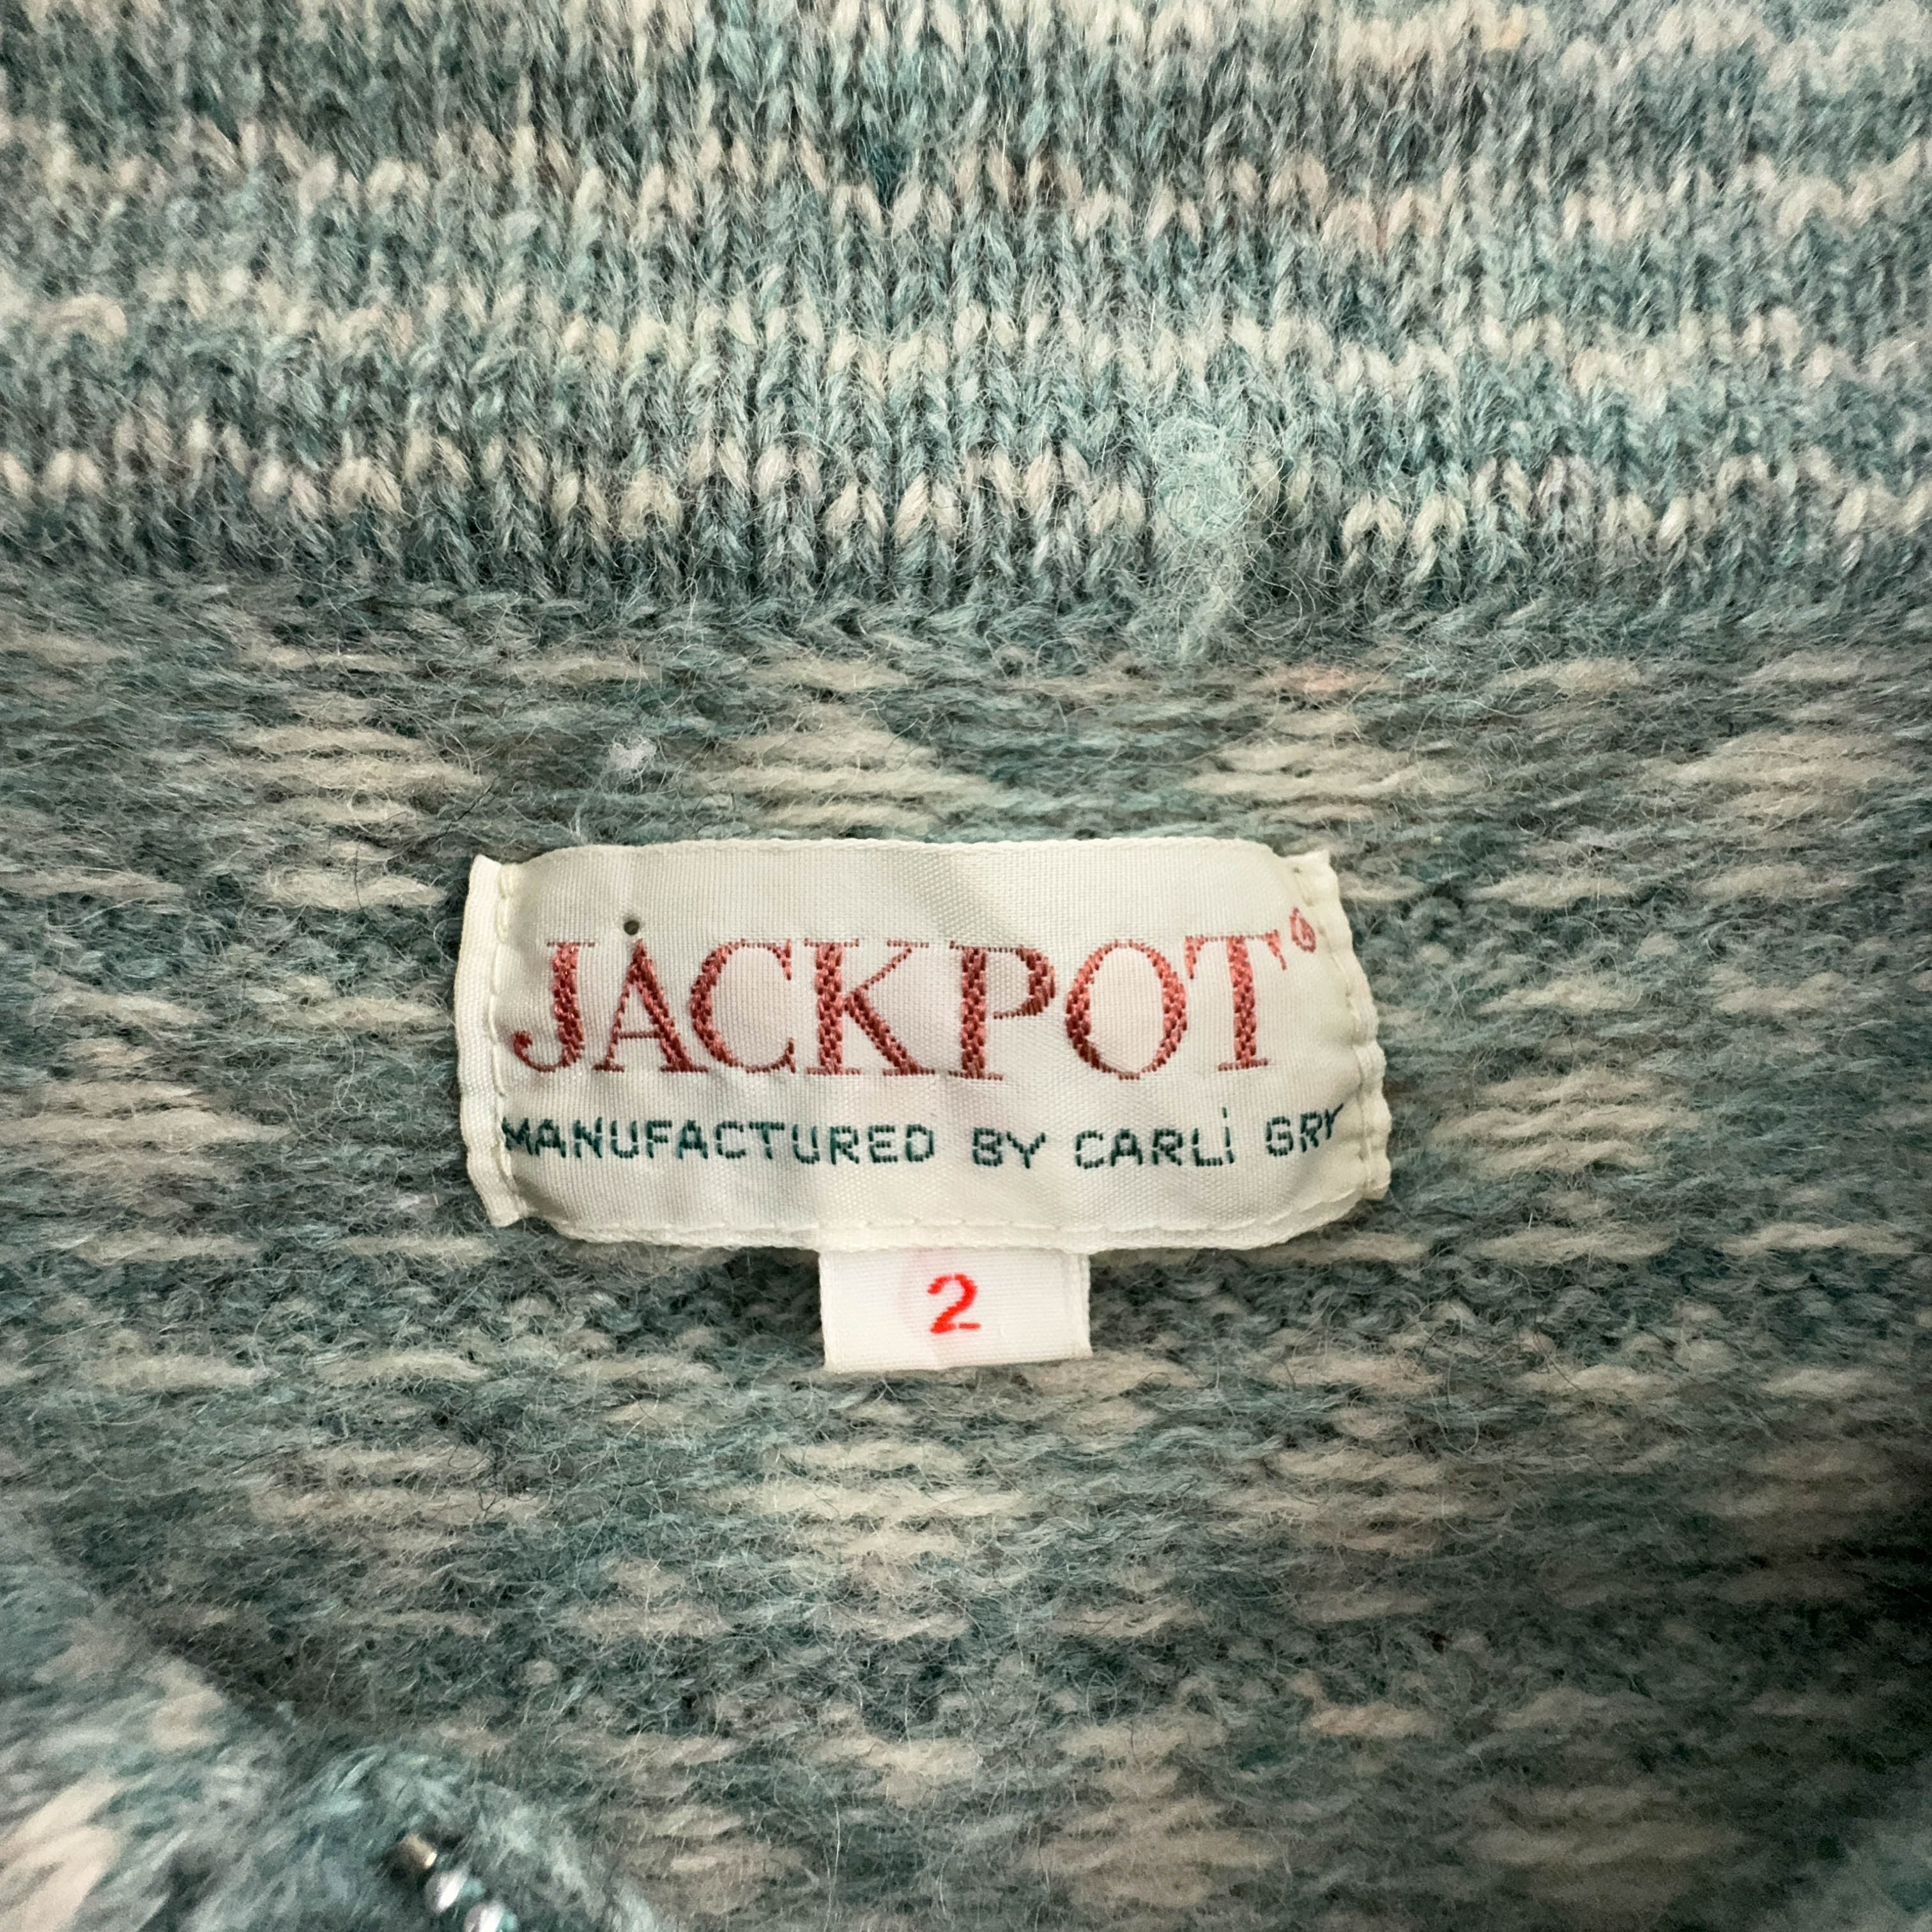 JACKPOT®
MANUFACTURED BY CARLi GRY
2